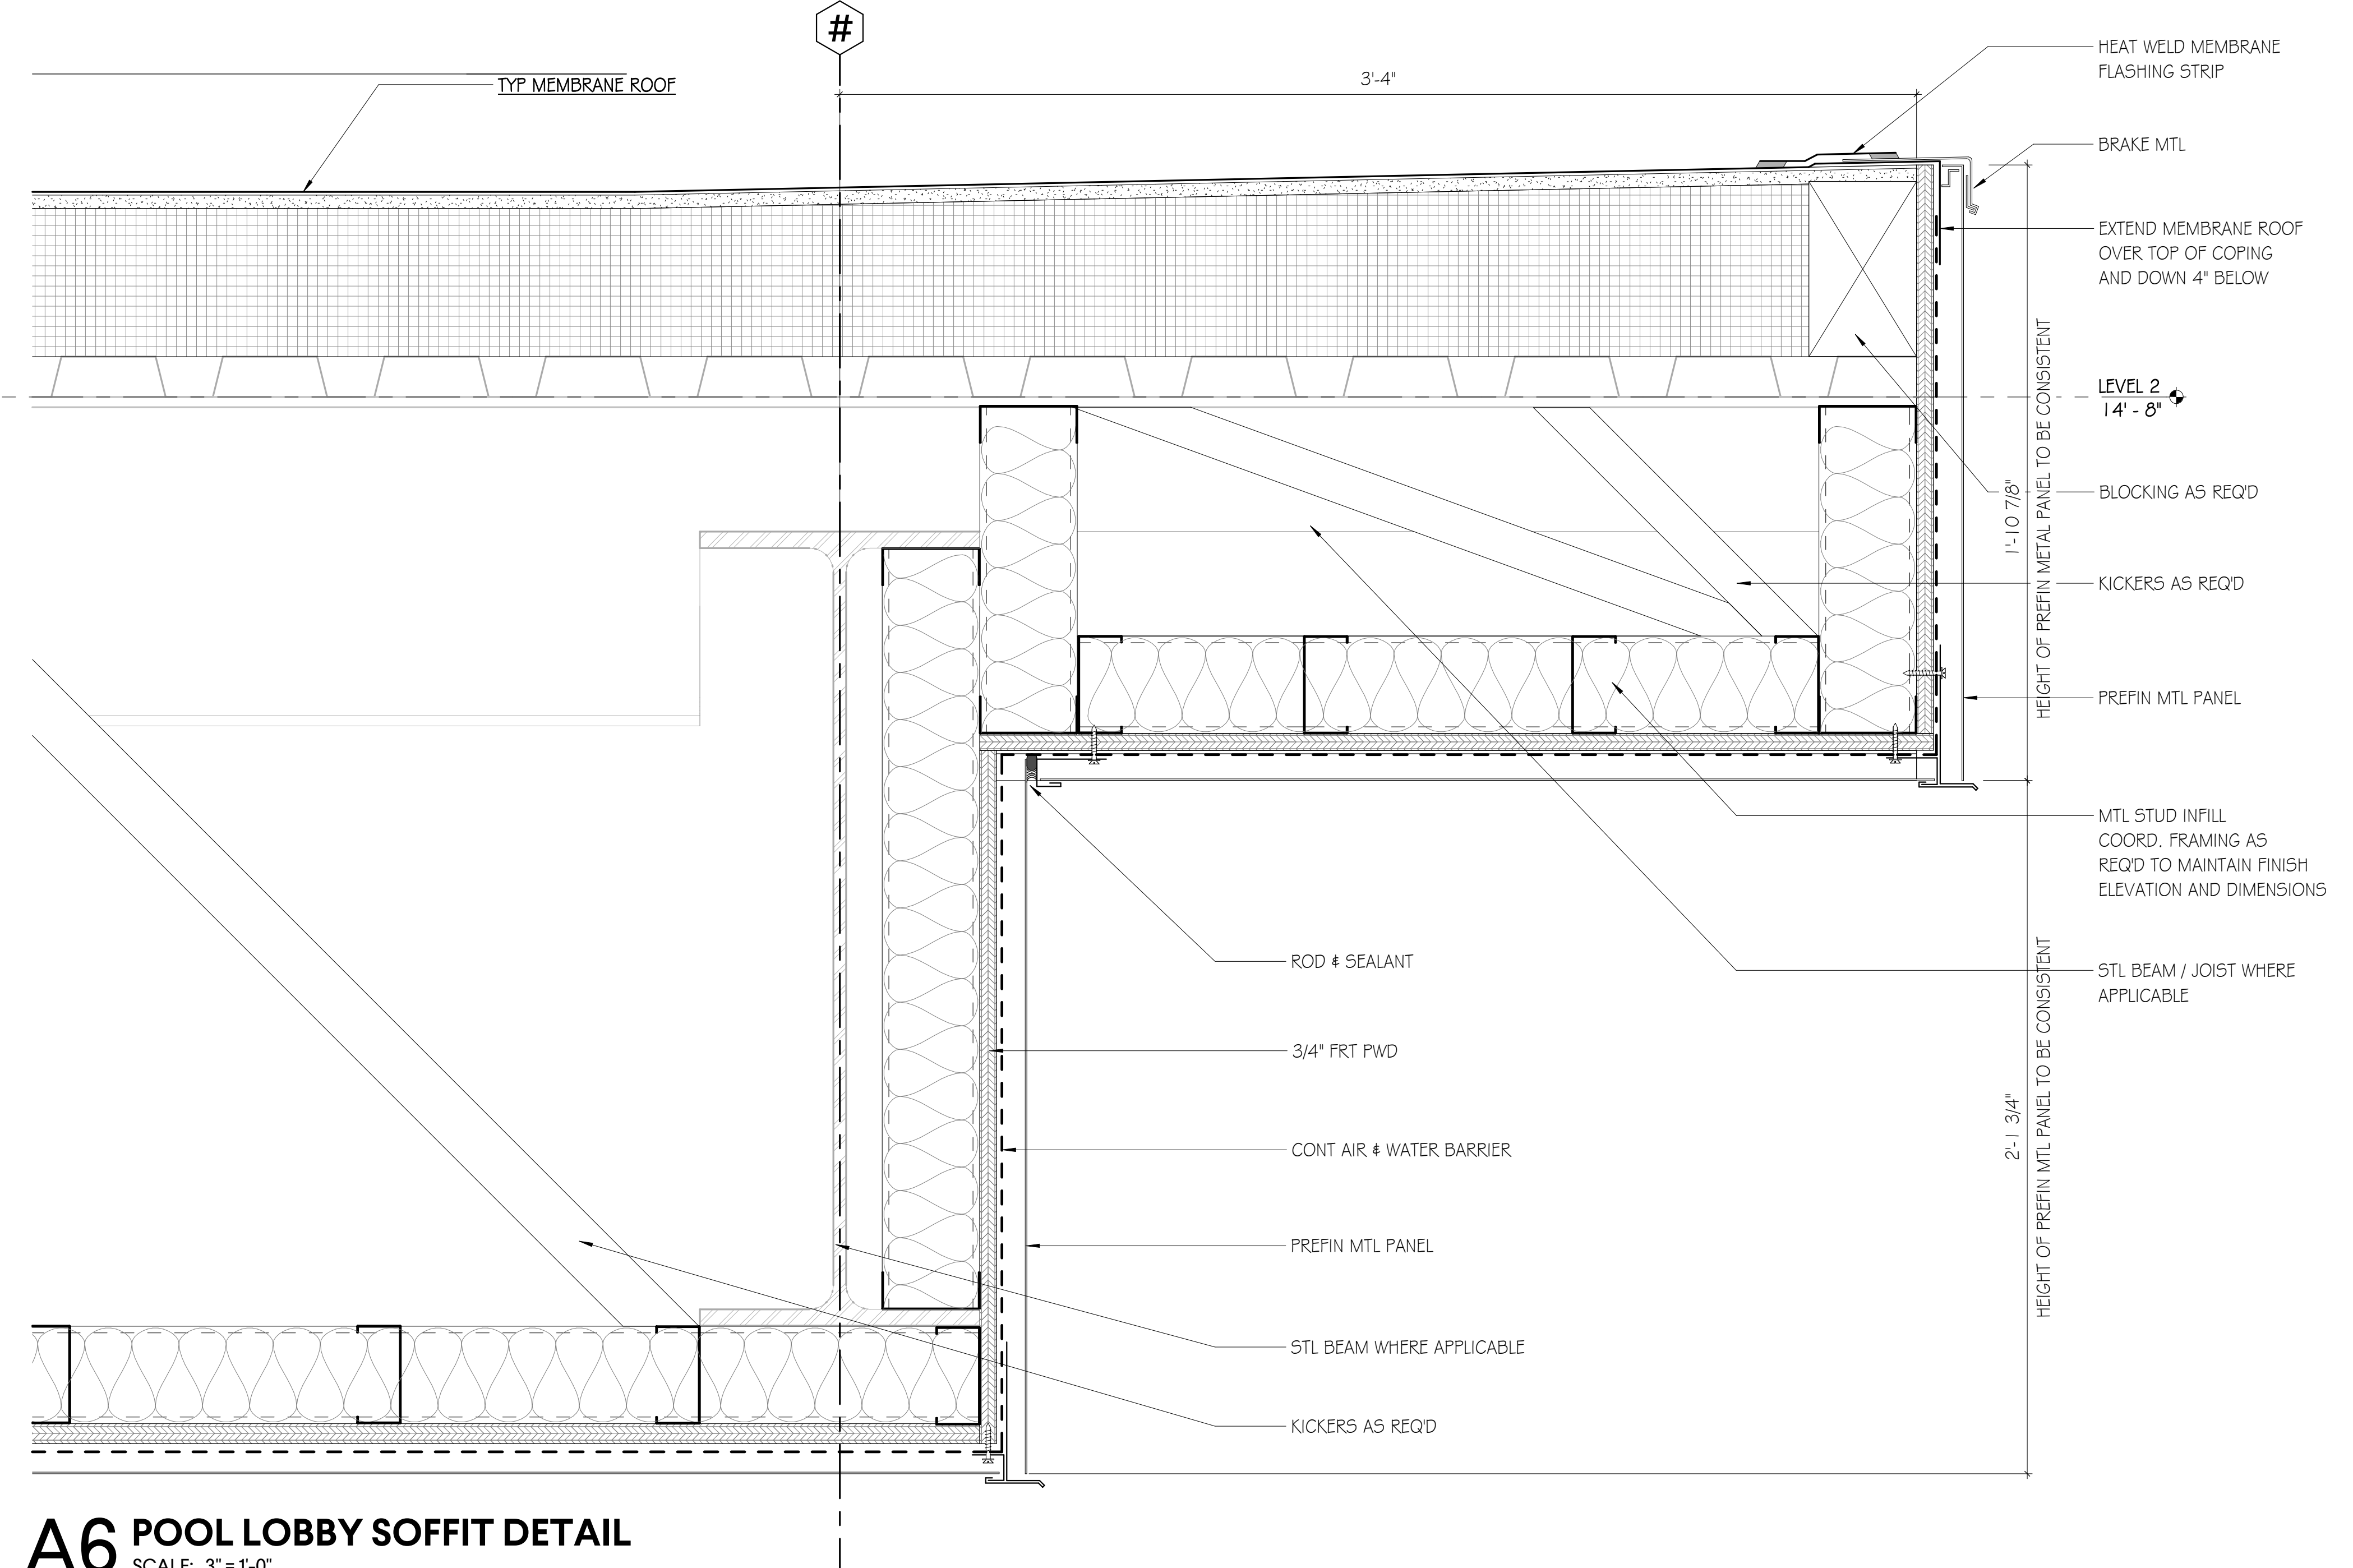 #
TYP MEMBRANE ROOF
3'-4"
HEAT WELD MEMBRANE
FLASHING STRIP
BRAKE MTL
EXTEND MEMBRANE ROOF
OVER TOP OF COPING
AND DOWN 4" BELOW
LEVEL 2
14' - 8"
1'-10 7/8"
HEIGHT OF PREFIN METAL PANEL TO BE CONSISTENT
BLOCKING AS REQ'D
KICKERS AS REQ'D
PREFIN MTL PANEL
MTL STUD INFILL
COORD. FRAMING AS
REQ'D TO MAINTAIN FINISH
ELEVATION AND DIMENSIONS
STL BEAM / JOIST WHERE
APPLICABLE
2'-1 3/4"
HEIGHT OF PREFIN MTL PANEL TO BE CONSISTENT
ROD & SEALANT
3/4" FRT PWD
CONT AIR & WATER BARRIER
PREFIN MTL PANEL
STL BEAM WHERE APPLICABLE
KICKERS AS REQ'D
A6 POOL LOBBY SOFFIT DETAIL
SCALE: 3" = 1'-0"